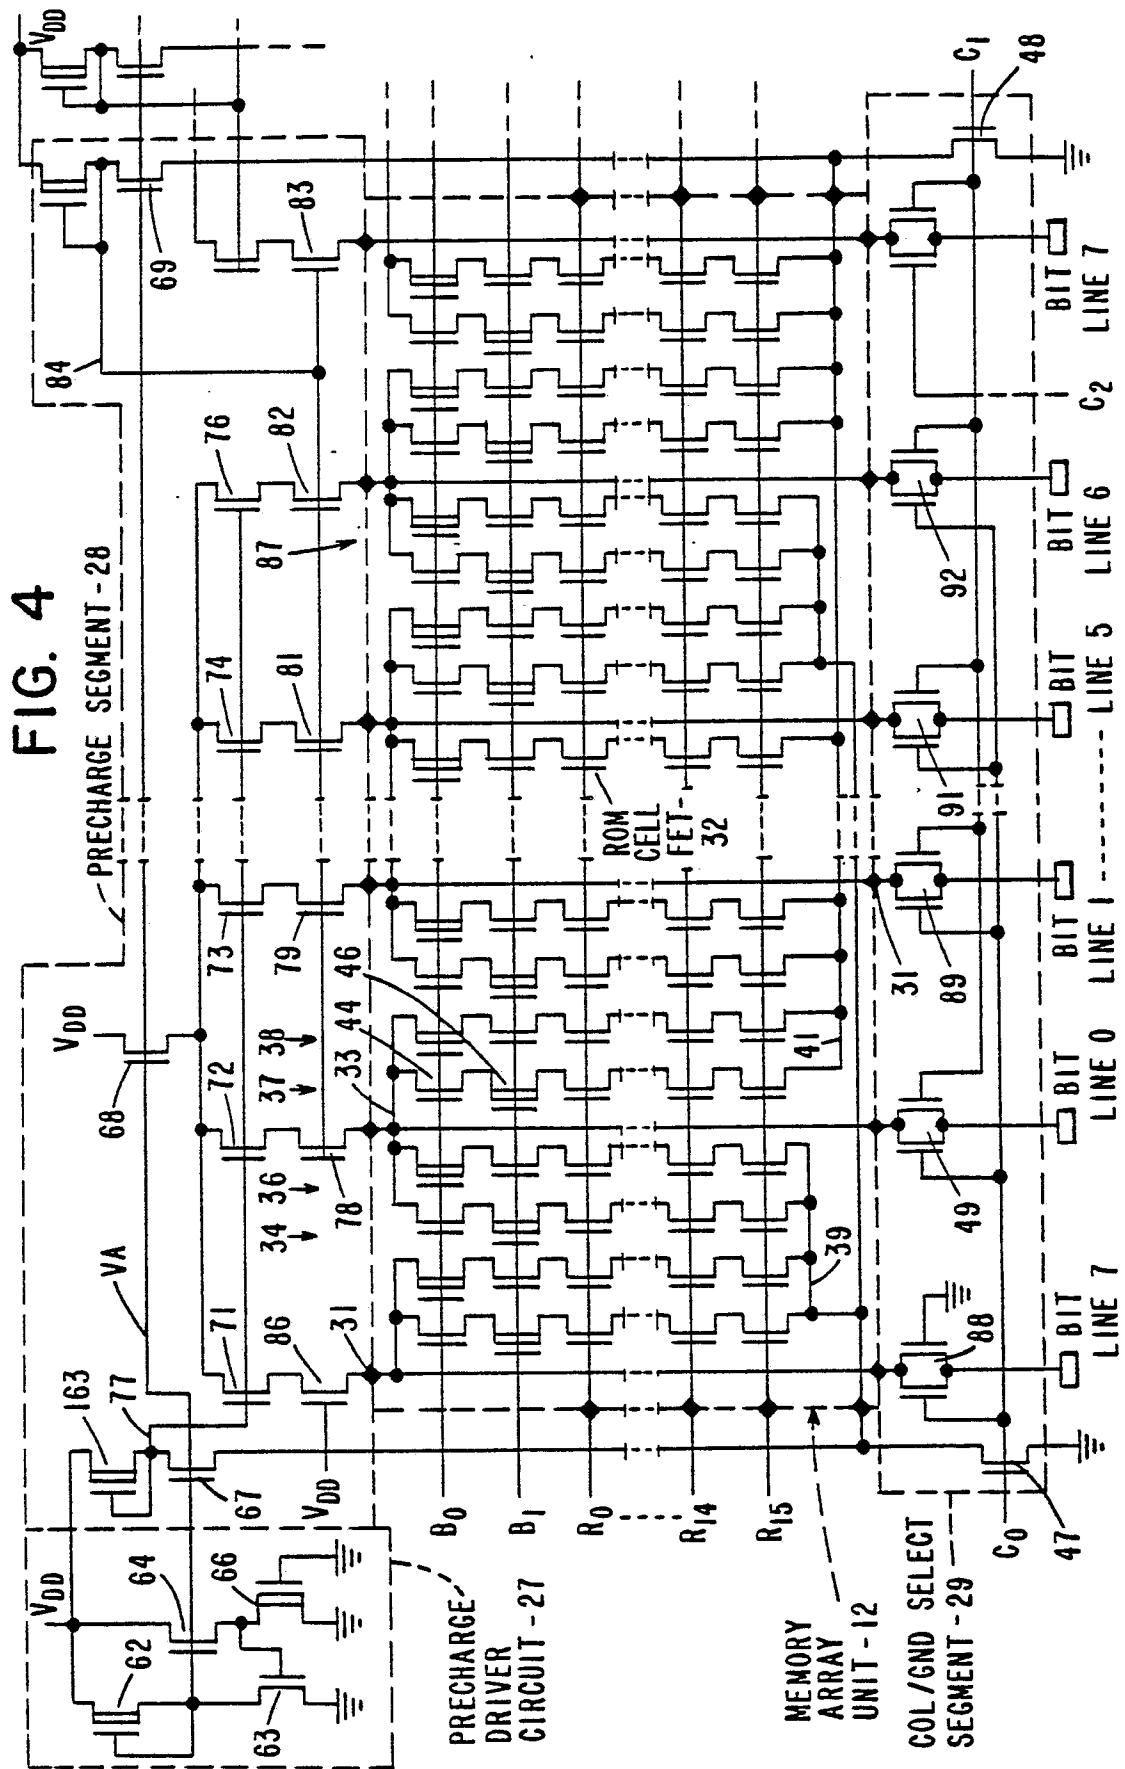 FIG. 4
PRECHARGE SEGMENT-28
VDD
VDD
VDD
VDD
VA
163
77
62
64
66
63
67
68
69
84
71
72
73
74
76
86
78
79
81
82
83
31
34
36
37
38
33
44
46
87
B0
B1
R0
R14
R15
39
41
ROM
CELL
FET-
32
PRECHARGE
DRIVER
CIRCUIT-27
MEMORY
ARRAY
UNIT-12
COL/GND SELECT
SEGMENT-29
C0
47
88
49
31
89
91
92
C2
C1
48
BIT
LINE 7
BIT
LINE 0
BIT
LINE 1
BIT
LINE 5
BIT
LINE 6
BIT
LINE 7